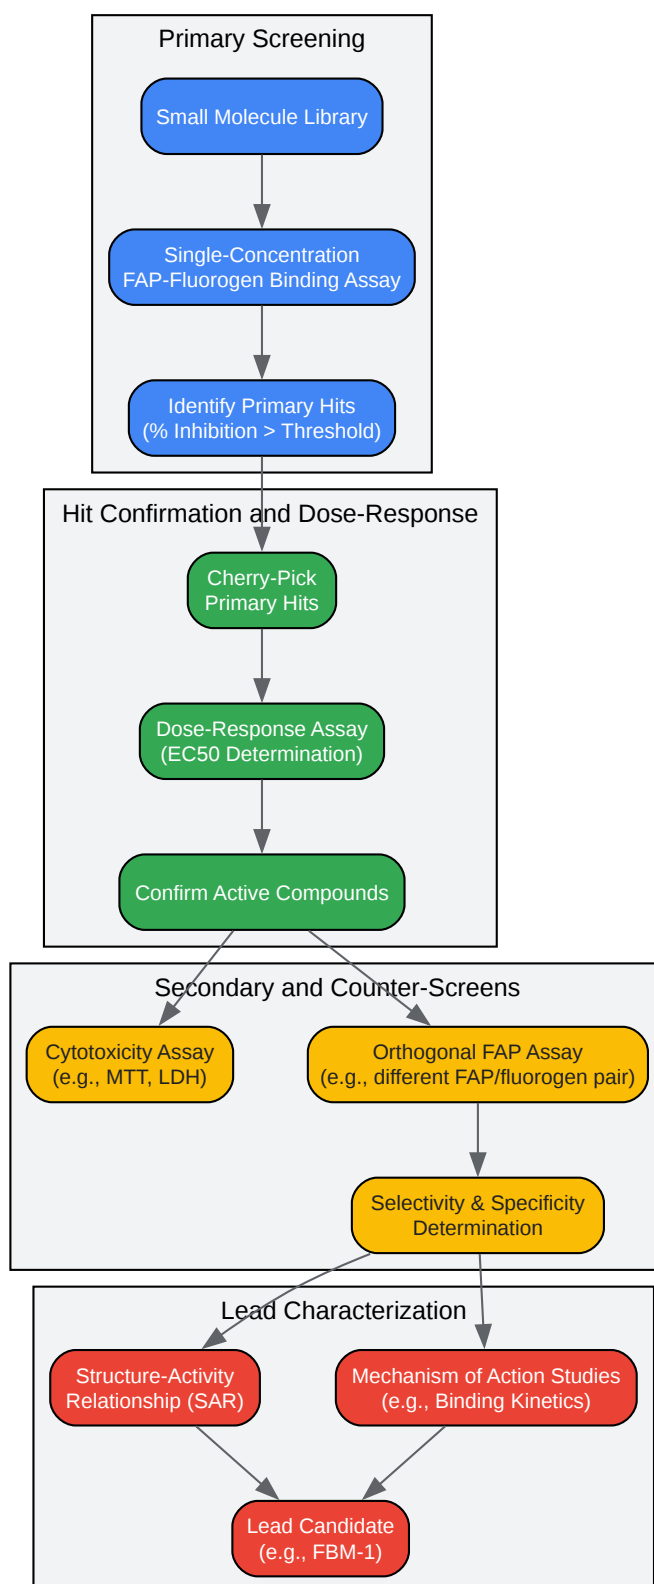 Primary Screening
Small Molecule Library
Single-Concentration
FAP-Fluorogen Binding Assay
Identify Primary Hits
(% Inhibition > Threshold)
Hit Confirmation and Dose-Response
Cherry-Pick
Primary Hits
Dose-Response Assay
(EC50 Determination)
Confirm Active Compounds
Secondary and Counter-Screens
Cytotoxicity Assay
(e.g., MTT, LDH)
Orthogonal FAP Assay
(e.g., different FAP/fluorogen pair)
Selectivity & Specificity
Determination
Lead Characterization
Structure-Activity
Relationship (SAR)
Mechanism of Action Studies
(e.g., Binding Kinetics)
Lead Candidate
(e.g., FBM-1)